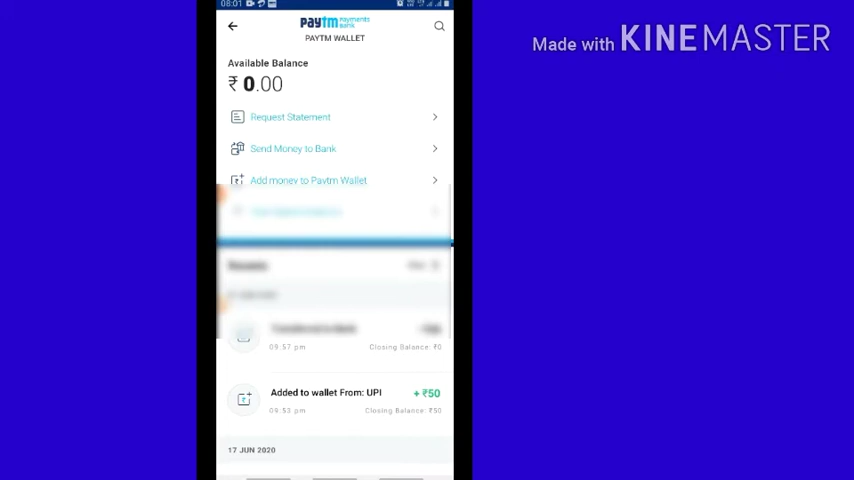 08:01
paytm payments bank
PAYTM WALLET
Made with KINEMASTER
Available Balance
₹ 0.00
Request Statement
Send Money to Bank
Add money to Paytm Wallet
09:57 pm
Closing Balance: ₹0
Added to wallet From: UPI
+ ₹50
09:53 pm
Closing Balance: ₹50
17 JUN 2020